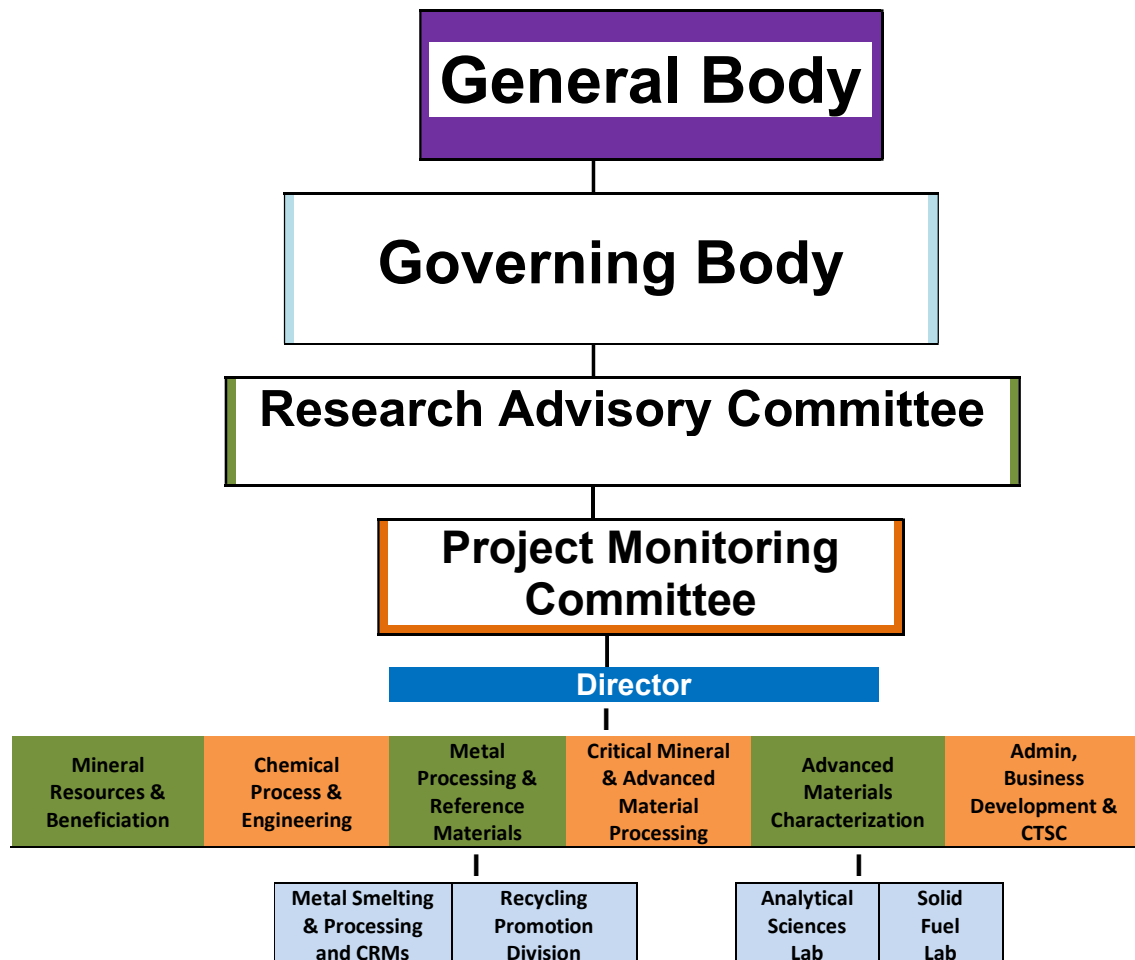 General Body
Governing Body
Research Advisory Committee
Project Monitoring
Committee
Director
Mineral
Resources &
Beneficiation
Chemical
Process &
Engineering
Metal
Processing &
Reference
Materials
Critical Mineral
& Advanced
Material
Processing
Advanced
Materials
Characterization
Admin,
Business
Development &
CTSC
Metal Smelting
& Processing
and CRMs
Recycling
Promotion
Division
Analytical
Sciences
Lab
Solid
Fuel
Lab